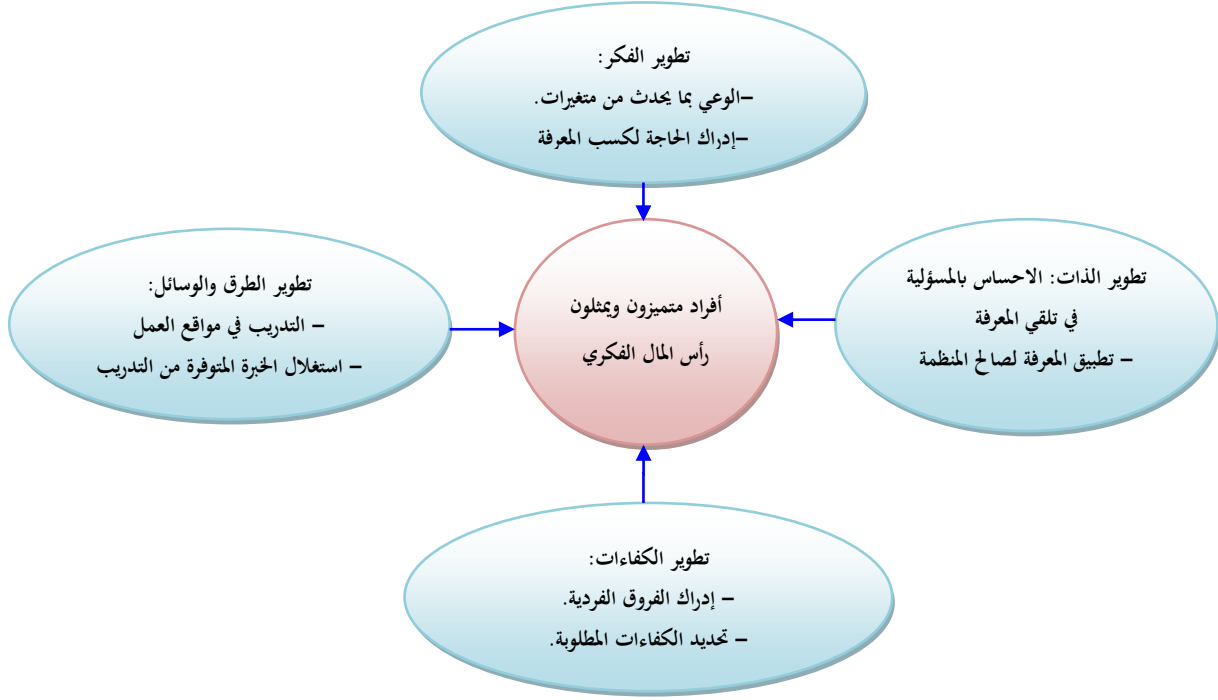 تطوير الفكر:
–الوعي بما يحدث من متغيرات.
–إدراك الحاجة لكسب المعرفة
تطوير الذات: الاحساس بالمسؤلية
في تلقي المعرفة
– تطبيق المعرفة لصالح المنظمة
أفراد متميزون ويمثلون
رأس المال الفكري
تطوير الطرق والوسائل:
– التدريب في مواقع العمل
– استغلال الخبرة المتوفرة من التدريب
تطوير الكفاءات:
– إدراك الفروق الفردية.
– تحديد الكفاءات المطلوبة.